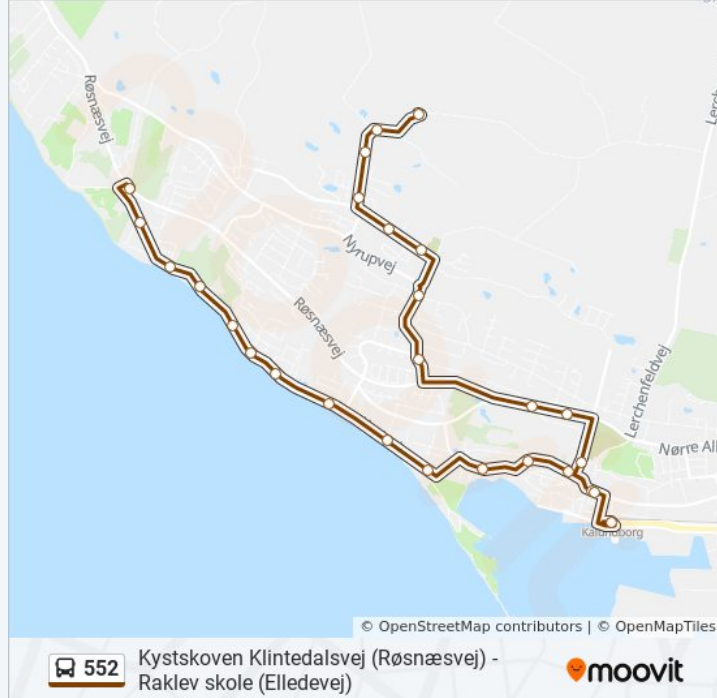 Røsnæsvej
Lerchenfeldvej
Nyrupvej
Røsnæsvej
Nørre All
Kalundborg
© OpenStreetMap contributors | © OpenMapTiles
552
Kystskoven Klintedalsvej (Røsnæsvej) -
Raklev skole (Elledevej)
moovit